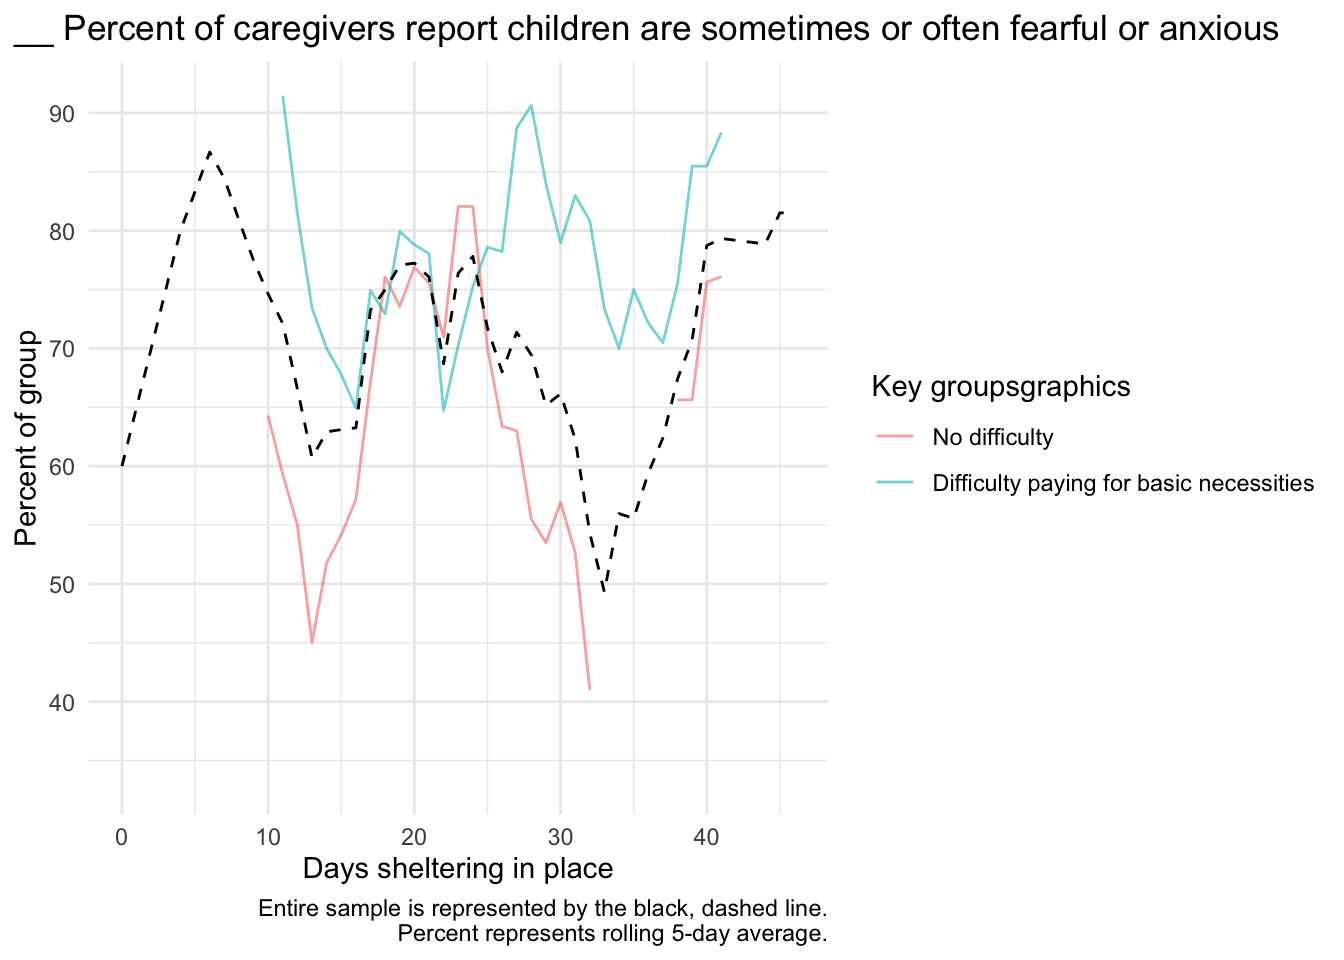 __ Percent of caregivers report children are sometimes or often fearful or anxious
Percent of group
90
80
70
60
50
40
0 10 20 30 40
Days sheltering in place
Key groupsgraphics
No difficulty
Difficulty paying for basic necessities
Entire sample is represented by the black, dashed line.
Percent represents rolling 5-day average.